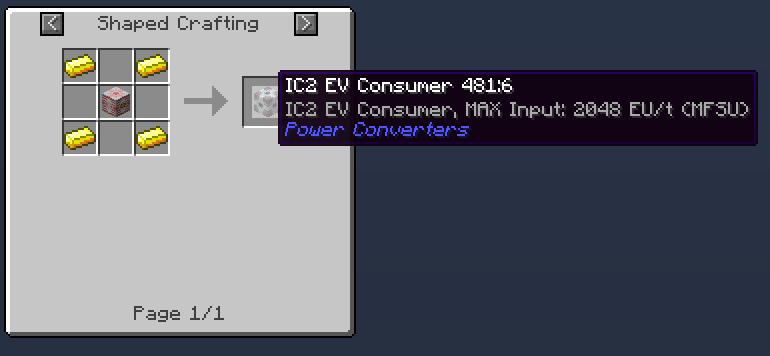 Shaped Crafting
IC2 EV Consumer 481:6
IC2 EV Consumer, MAX Input: 2048 EU/t (MFSU)
Power Converters
Page 1/1